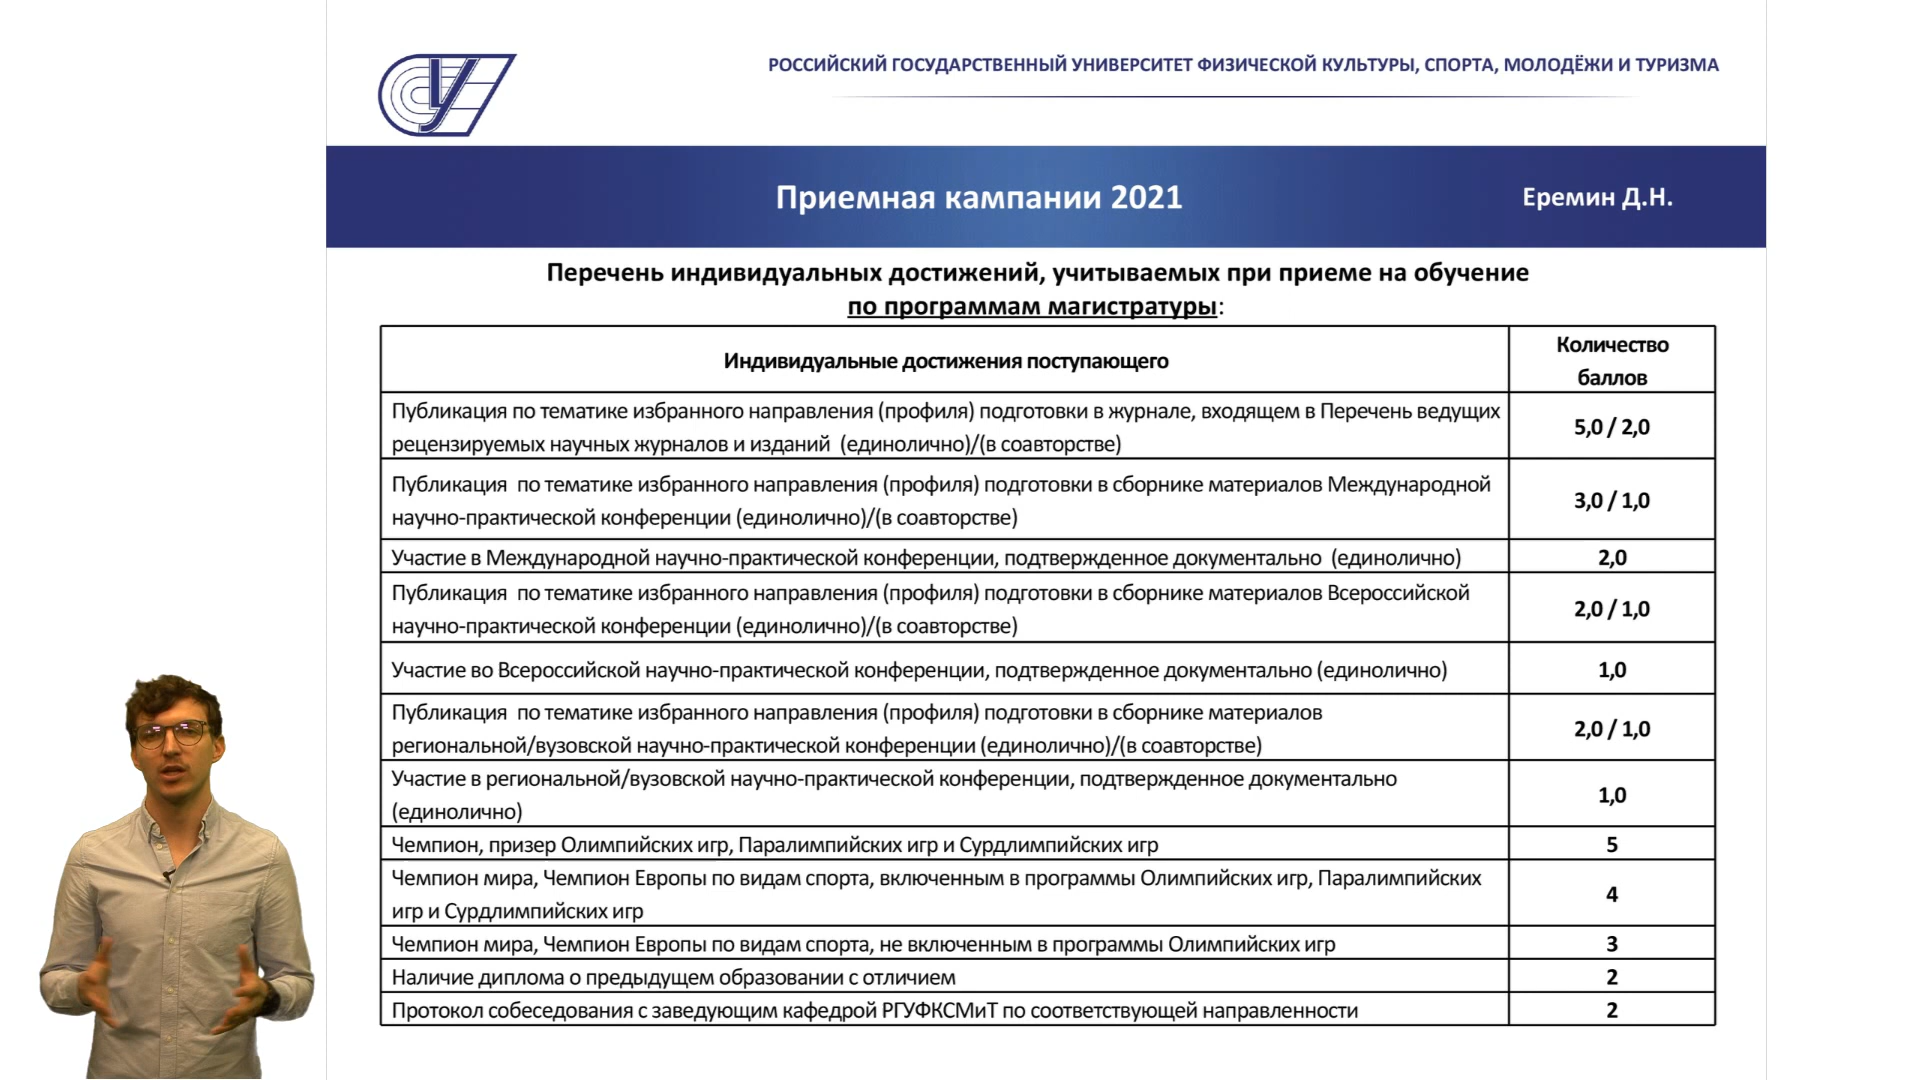 РОССИЙСКИЙ ГОСУДАРСТВЕННЫЙ УНИВЕРСИТЕТ ФИЗИЧЕСКОЙ КУЛЬТУРЫ, СПОРТА, МОЛОДЁЖИ И ТУРИЗМА
Приемная кампании 2021
Еремин Д.Н.
Перечень индивидуальных достижений, учитываемых при приеме на обучение
по программам магистратуры:
Индивидуальные достижения поступающего
Количество
баллов
Публикация по тематике избранного направления (профиля) подготовки в журнале, входящем в Перечень ведущих
рецензируемых научных журналов и изданий (единолично)/(в соавторстве)
5,0 / 2,0
Публикация по тематике избранного направления (профиля) подготовки в сборнике материалов Международной
научно-практической конференции (единолично)/(в соавторстве)
3,0 / 1,0
Участие в Международной научно-практической конференции, подтвержденное документально (единолично)
2,0
Публикация по тематике избранного направления (профиля) подготовки в сборнике материалов Всероссийской
научно-практической конференции (единолично)/(в соавторстве)
2,0 / 1,0
Участие во Всероссийской научно-практической конференции, подтвержденное документально (единолично)
1,0
Публикация по тематике избранного направления (профиля) подготовки в сборнике материалов
региональной/вузовской научно-практической конференции (единолично)/(в соавторстве)
2,0 / 1,0
Участие в региональной/вузовской научно-практической конференции, подтвержденное документально
(единолично)
1,0
Чемпион, призер Олимпийских игр, Паралимпийских игр и Сурдлимпийских игр
5
Чемпион мира, Чемпион Европы по видам спорта, включенным в программы Олимпийских игр, Паралимпийских
игр и Сурдлимпийских игр
4
Чемпион мира, Чемпион Европы по видам спорта, не включенным в программы Олимпийских игр
3
Наличие диплома о предыдущем образовании с отличием
2
Протокол собеседования с заведующим кафедрой РГУФКСМиТ по соответствующей направленности
2